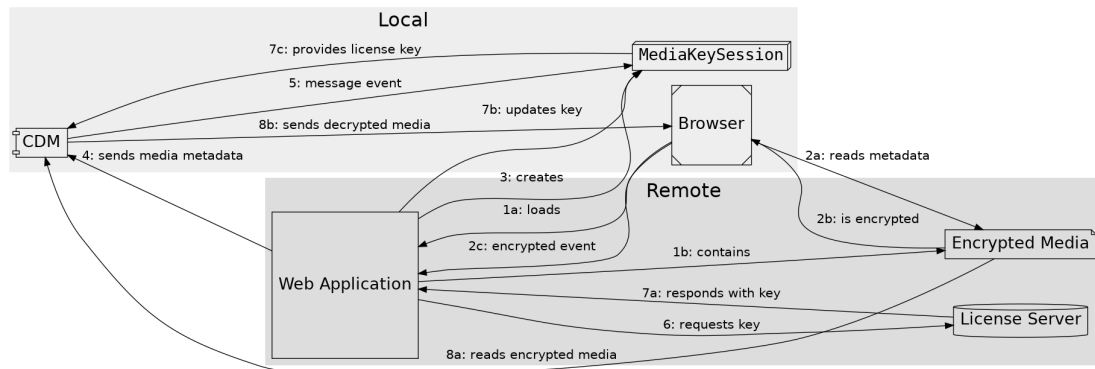 Local
7c: provides license key
MediaKeySession
5: message event
7b: updates key
Browser
8b: sends decrypted media
CDM
4: sends media metadata
2a: reads metadata
3: creates
Remote
1a: loads
2b: is encrypted
Encrypted Media
2c: encrypted event
1b: contains
Web Application
7a: responds with key
License Server
6: requests key
8a: reads encrypted media